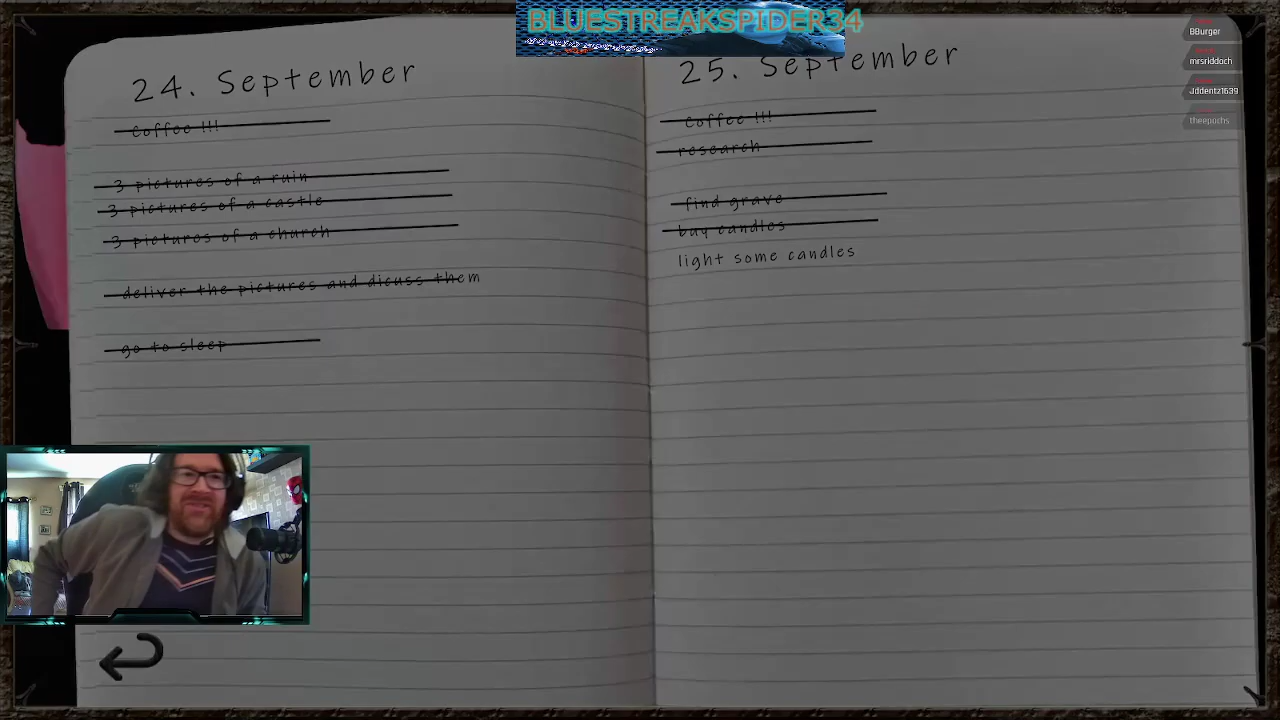 BLUESTREAKSPIDER34
24. September
Coffee !!!
3 pictures of a ruin
3 pictures of a castle
3 pictures of a church
deliver the pictures and dicuss them
go to sleep
25. September
Coffee !!!
research
find grave
buy candles
light some candles
BBurger
mrsriddoch
Jddentz1639
theepochs